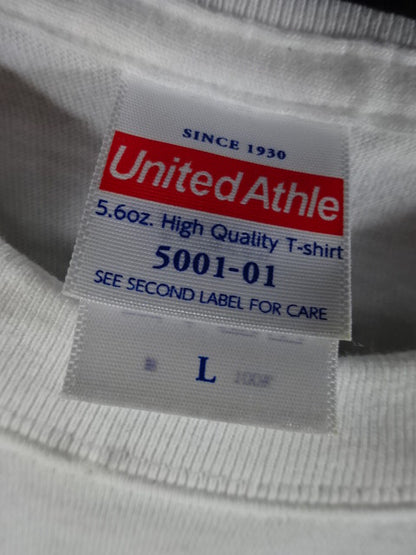 SINCE 1930
UnitedAthle
5.6oz. High Quality T-shirt
5001-01
SEE SECOND LABEL FOR CARE
L